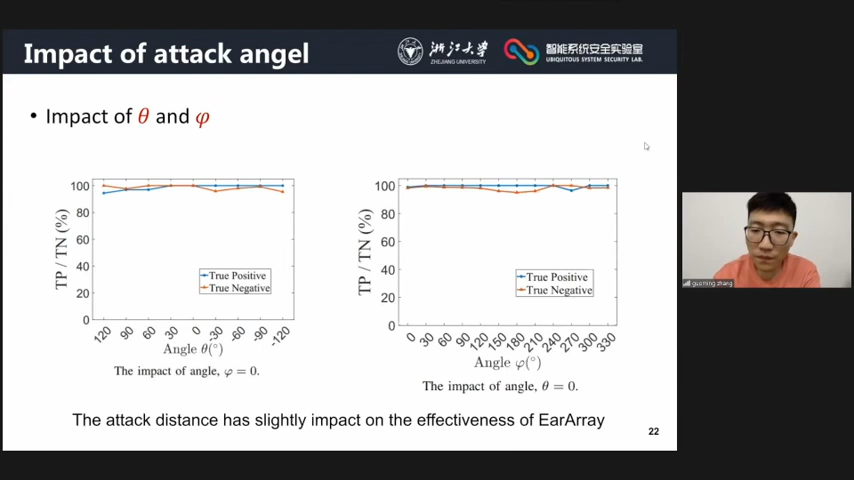 Impact of attack angel
浙江大学
ZHEJIANG UNIVERSITY
智能系统安全实验室
UBIQUITOUS SYSTEM SECURITY LAB.
• Impact of θ and φ
TP / TN (%)
100
80
60
40
20
0
True Positive
True Negative
120 90 60 30 0 -30 -60 -90 -120
Angle θ(°)
The impact of angle, φ = 0.
TP / TN (%)
100
80
60
40
20
0
True Positive
True Negative
0 30 60 90 120 150 180 210 240 270 300 330
Angle φ(°)
The impact of angle, θ = 0.
The attack distance has slightly impact on the effectiveness of EarArray
22
guoming zhang